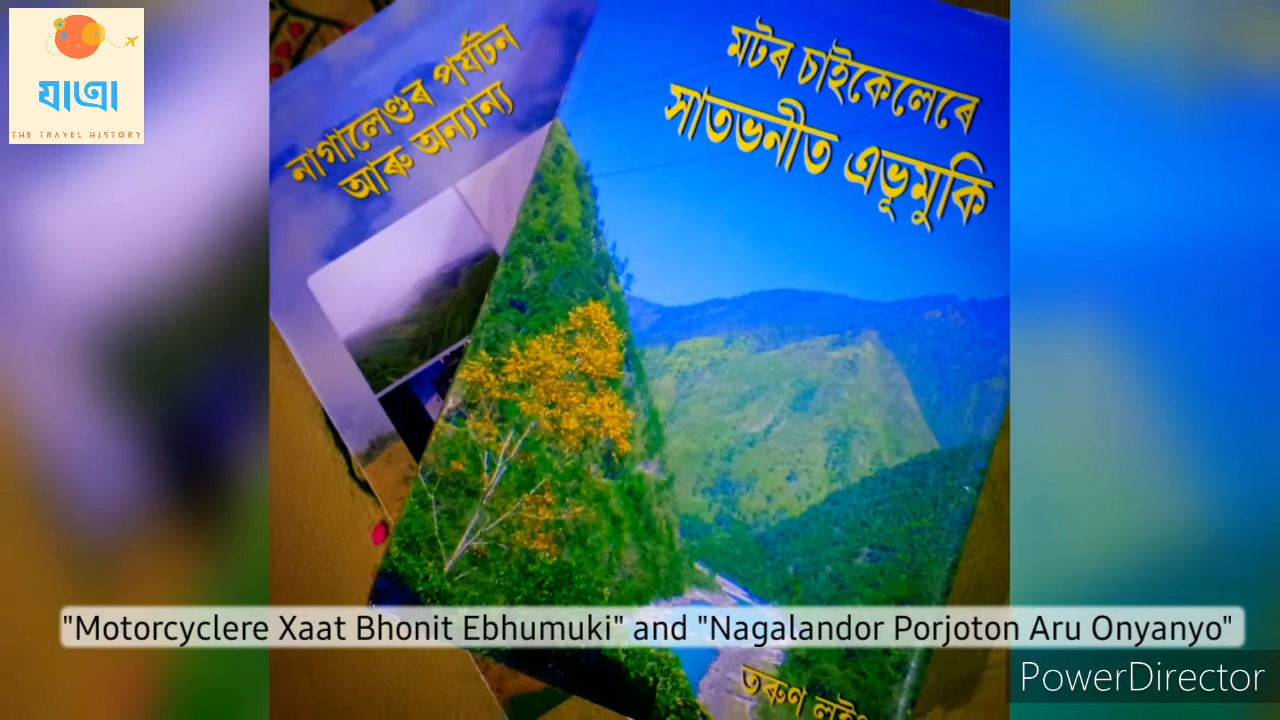 যাত্ৰা
THE TRAVEL HISTORY
নাগালেণ্ডৰ পৰ্যটন
আৰু অন্যান্য
মটৰ চাইকেলেৰে
সাতভনীত এভূমুকি
"Motorcyclere Xaat Bhonit Ebhumuki" and "Nagalandor Porjoton Aru Onyanyo"
তৰুণ
PowerDirector